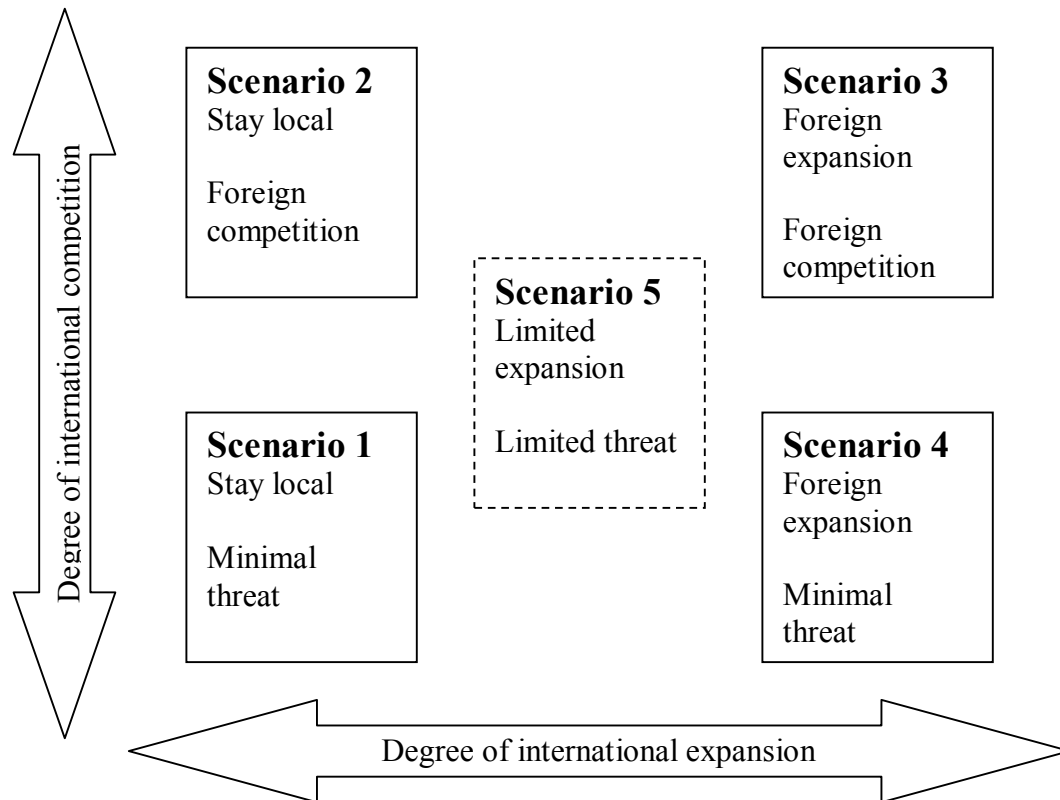 Degree of international competition
Scenario 2
Stay local
Foreign
competition
Scenario 3
Foreign
expansion
Foreign
competition
Scenario 5
Limited
expansion
Limited threat
Scenario 1
Stay local
Minimal
threat
Scenario 4
Foreign
expansion
Minimal
threat
Degree of international expansion